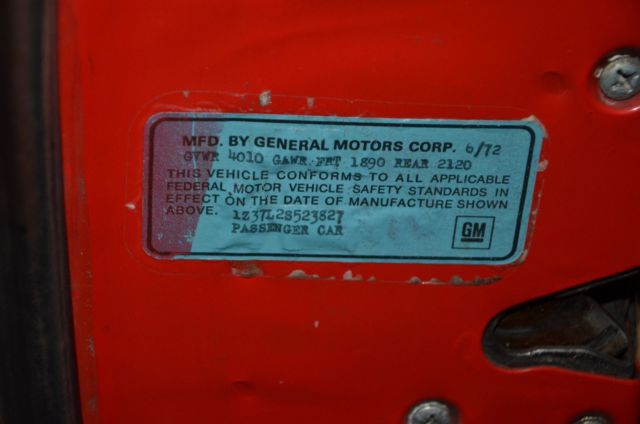 MFD. BY GENERAL MOTORS CORP. 6/72
GVWR 4010 GAWR FRT 1890 REAR 2120
THIS VEHICLE CONFORMS TO ALL APPLICABLE
FEDERAL MOTOR VEHICLE SAFETY STANDARDS IN
EFFECT ON THE DATE OF MANUFACTURE SHOWN
ABOVE. 1Z37L2S523827
PASSENGER CAR
GM